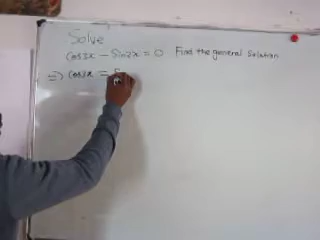 Solve
Cos3x - Sin2x = 0 Find the general Solution
=> Cos3x = S